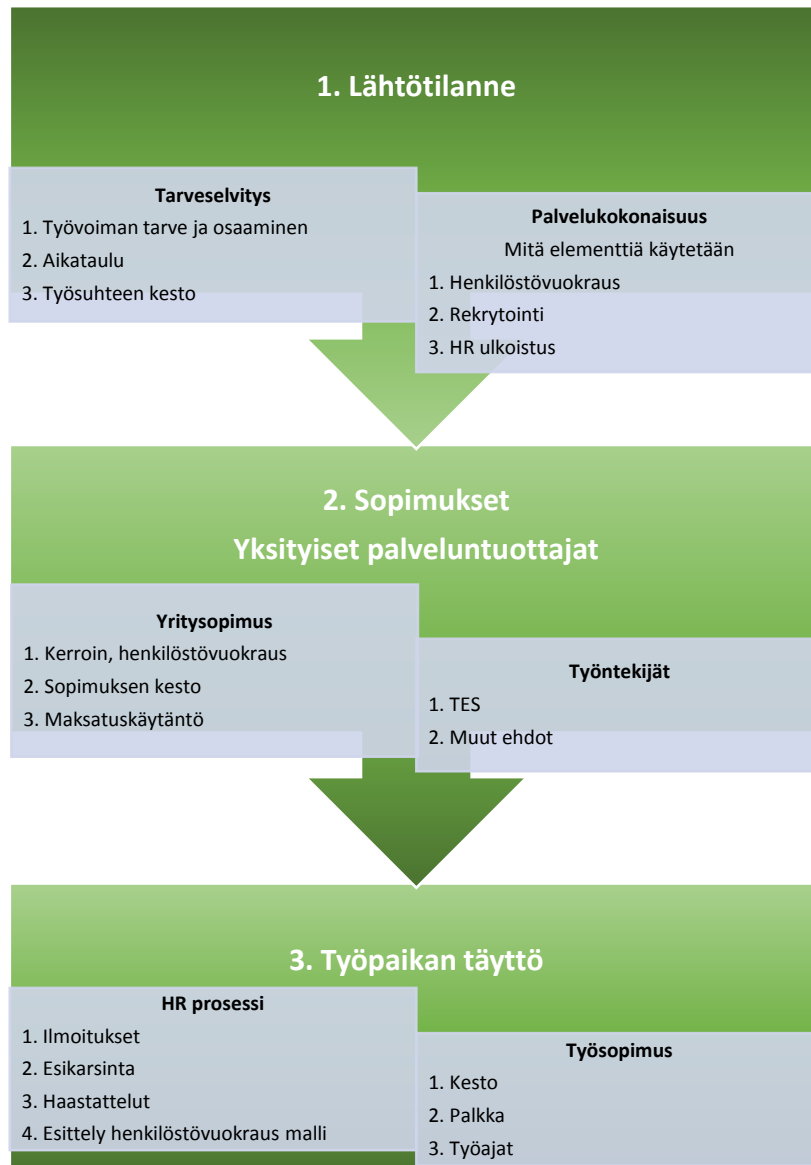 1. Lähtötilanne
Tarveselvitys
1. Työvoiman tarve ja osaaminen
2. Aikataulu
3. Työsuhteen kesto
Palvelukokonaisuus
Mitä elementtiä käytetään
1. Henkilöstövuokraus
2. Rekrytointi
3. HR ulkoistus
2. Sopimukset
Yksityiset palveluntuottajat
Yritysopimus
1. Kerroin, henkilöstövuokraus
2. Sopimuksen kesto
3. Maksatuskäytäntö
Työntekijät
1. TES
2. Muut ehdot
3. Työpaikan täyttö
HR prosessi
1. Ilmoitukset
2. Esikarsinta
3. Haastattelut
4. Esittely henkilöstövuokraus malli
Työsopimus
1. Kesto
2. Palkka
3. Työajat